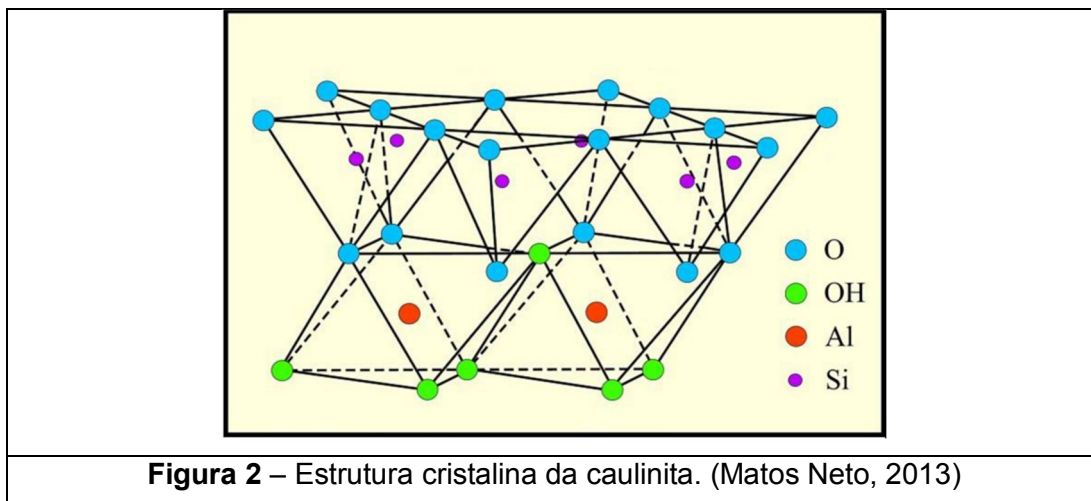 O
OH
Al
Si
Figura 2 – Estrutura cristalina da caulinita. (Matos Neto, 2013)